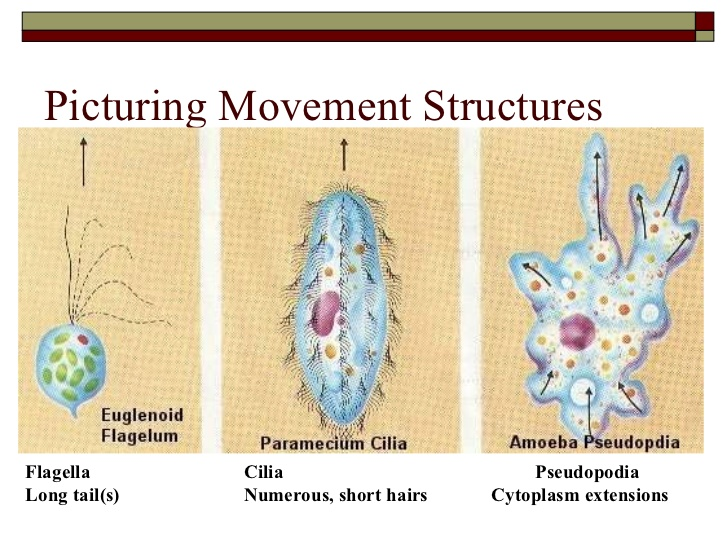 Picturing Movement Structures
Euglenoid
Flagelum
Paramecium Cilia
Amoeba Pseudopdia
Flagella
Long tail(s)
Cilia
Numerous, short hairs
Pseudopodia
Cytoplasm extensions